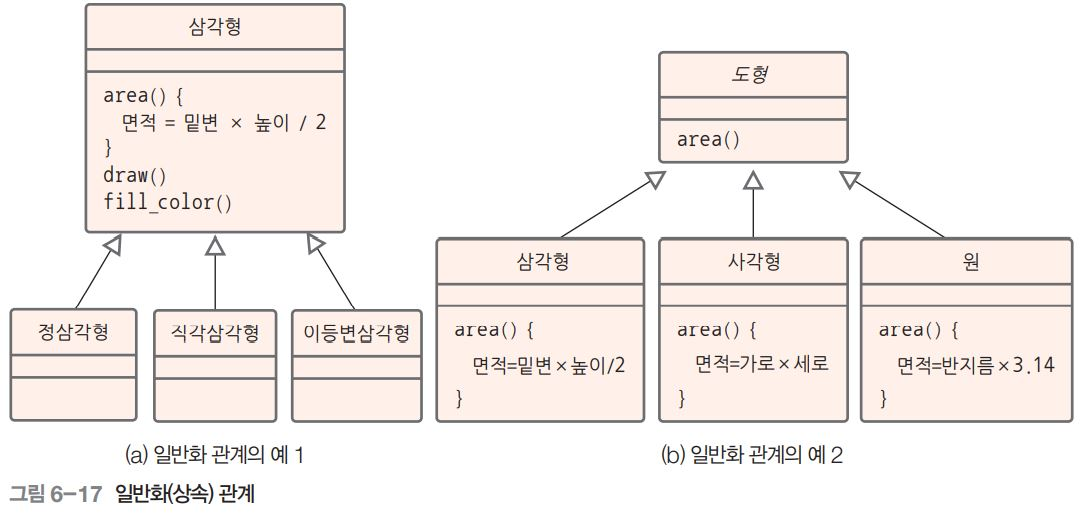 삼각형
area() {
면적 = 밑변 × 높이 / 2
}
draw()
fill_color()
정삼각형
직각삼각형
이등변삼각형
(a) 일반화 관계의 예 1
도형
area()
삼각형
area() {
면적=밑변×높이/2
}
사각형
area() {
면적=가로×세로
}
원
area() {
면적=반지름×3.14
}
(b) 일반화 관계의 예 2
그림 6-17 일반화(상속) 관계